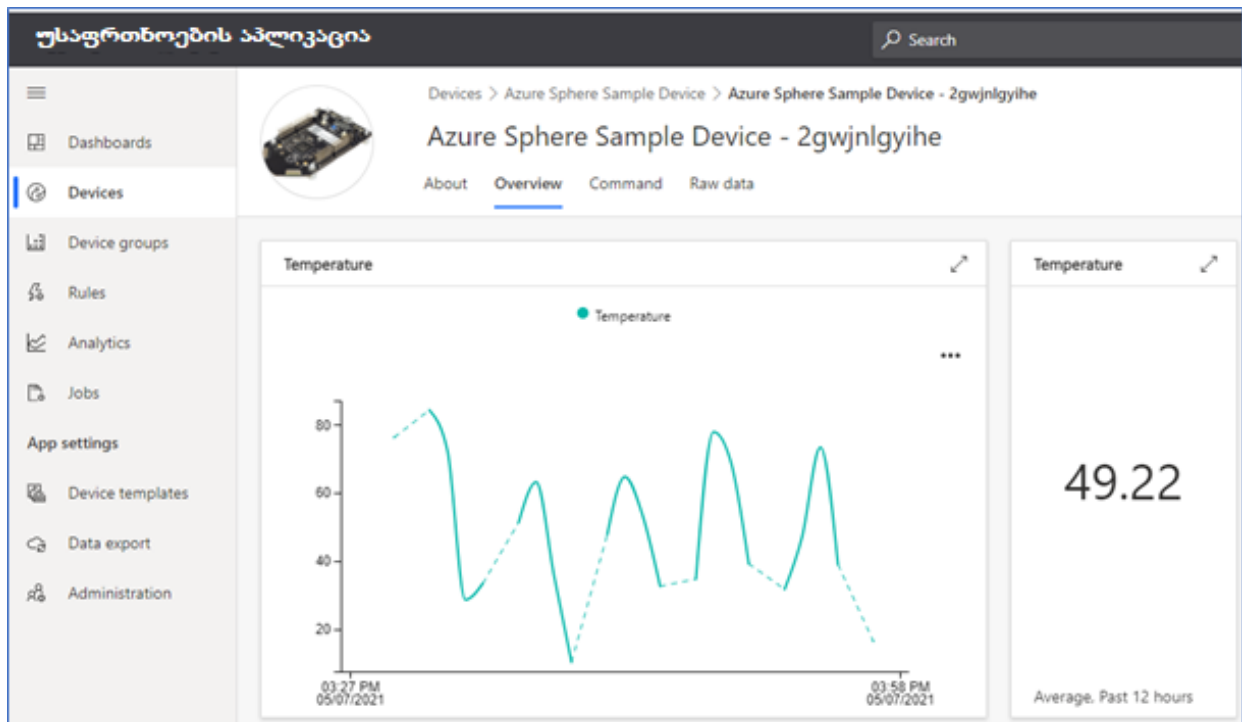 უსაფრთხოების აპლიკაცია
Search
Devices > Azure Sphere Sample Device > Azure Sphere Sample Device - 2gwjnlgyihe
Azure Sphere Sample Device - 2gwjnlgyihe
About Overview Command Raw data
Dashboards
Devices
Device groups
Rules
Analytics
Jobs
App settings
Device templates
Data export
Administration
Temperature
Temperature
80
60
40
20
03:27 PM
05/07/2021
03:58 PM
05/07/2021
Temperature
49.22
Average, Past 12 hours